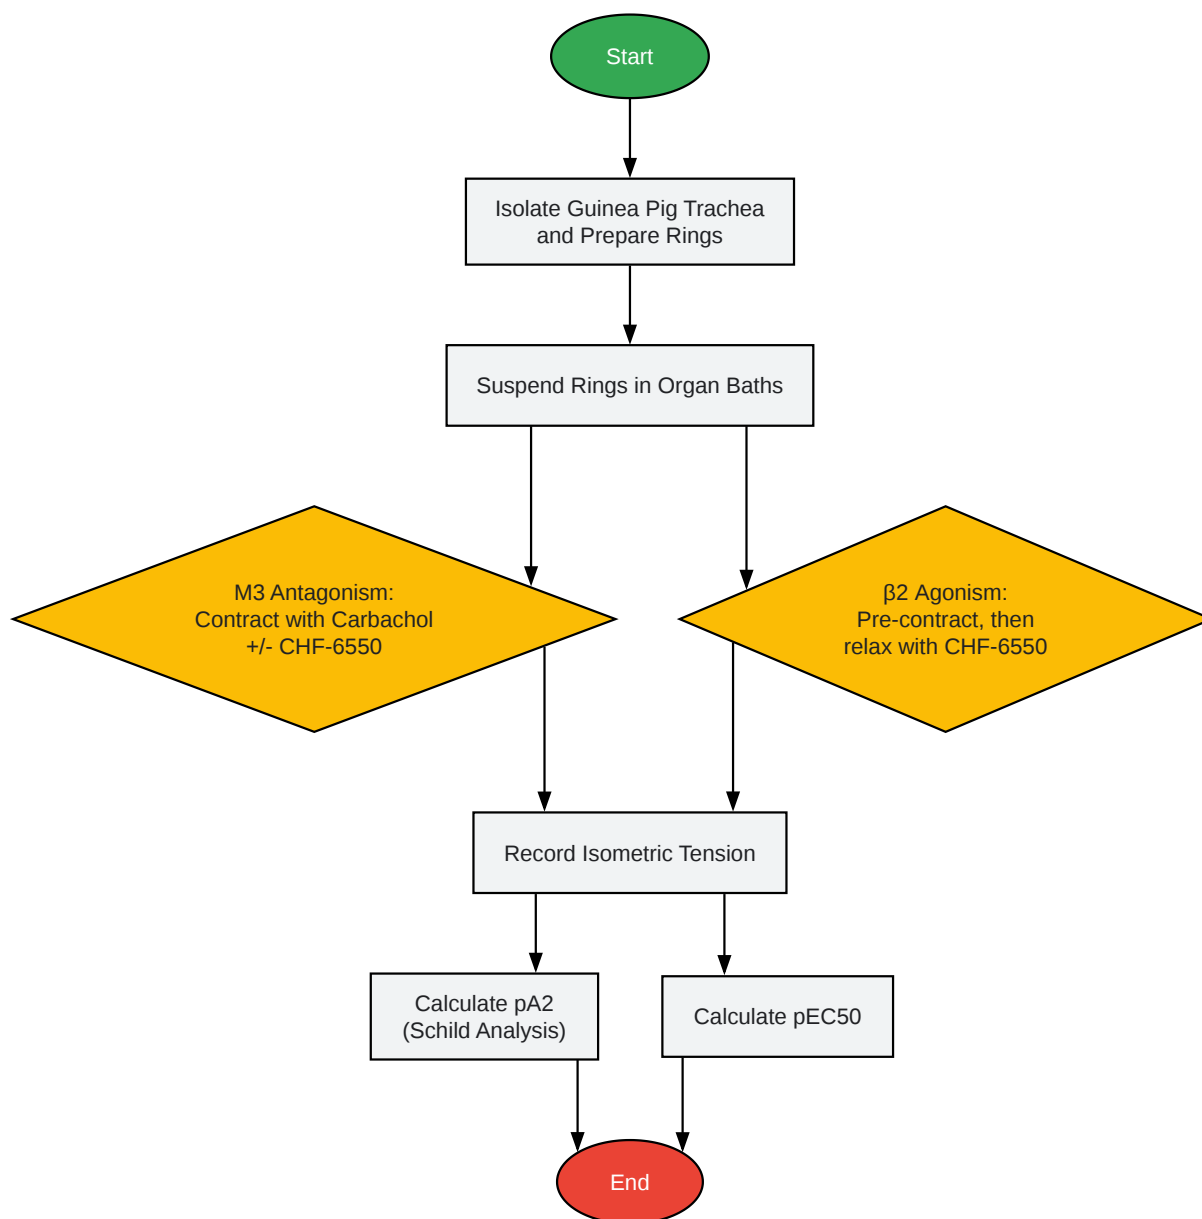 Start
Isolate Guinea Pig Trachea
and Prepare Rings
Suspend Rings in Organ Baths
M3 Antagonism:
Contract with Carbachol
+/- CHF-6550
β2 Agonism:
Pre-contract, then
relax with CHF-6550
Record Isometric Tension
Calculate pA2
(Schild Analysis)
Calculate pEC50
End